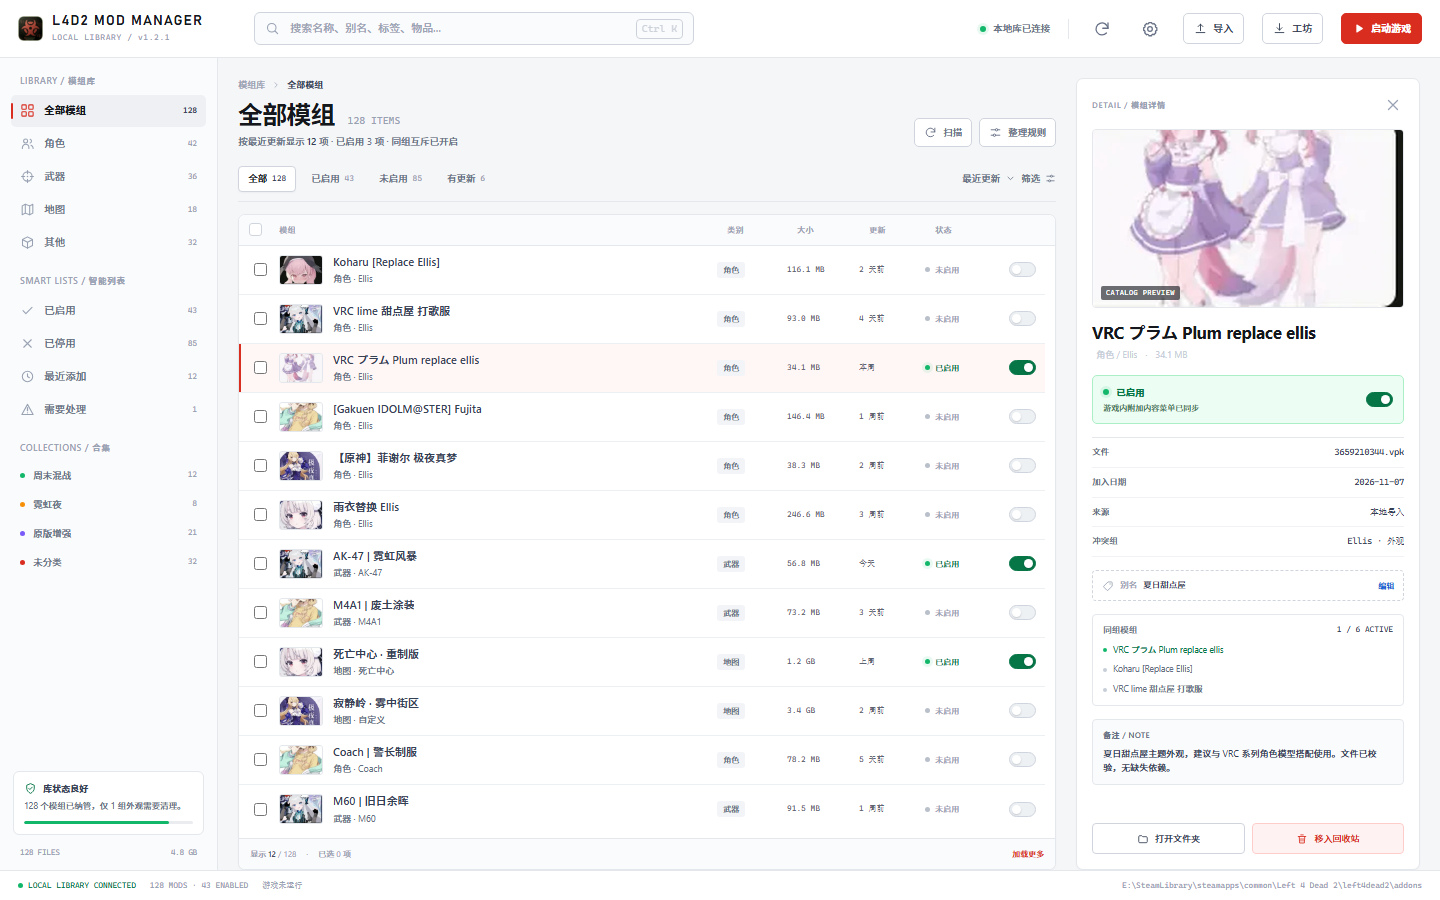 L4D2 MOD MANAGER
LOCAL LIBRARY / v1.2.1
搜索名称、别名、标签、物品...
Ctrl K
本地库已连接
导入
工坊
启动游戏
LIBRARY / 模组库
全部模组 128
角色 42
武器 36
地图 18
其他 32
SMART LISTS / 智能列表
已启用 43
已停用 85
最近添加 12
需要处理 1
COLLECTIONS / 合集
周末混战 12
霓虹夜 8
原版增强 21
未分类 32
库状态良好
128 个模组已纳管，仅 1 组外观需要清理。
128 FILES 4.8 GB
模组库 > 全部模组
全部模组 128 ITEMS
按最近更新显示 12 项 · 已启用 3 项 · 同组互斥已开启
扫描
整理规则
全部 128
已启用 43
未启用 85
有更新 6
最近更新
筛选
模组 类别 大小 更新 状态
Koharu [Replace Ellis]
角色 · Ellis
角色 116.1 MB 2 天前 未启用
VRC lime 甜点屋 打歌服
角色 · Ellis
角色 93.0 MB 4 天前 未启用
VRC プラム Plum replace ellis
角色 · Ellis
角色 34.1 MB 本周 已启用
[Gakuen IDOLM@STER] Fujita
角色 · Ellis
角色 146.4 MB 1 周前 未启用
【原神】菲谢尔 极夜真梦
角色 · Ellis
角色 38.3 MB 2 周前 未启用
雨衣替换 Ellis
角色 · Ellis
角色 246.6 MB 3 周前 未启用
AK-47 | 霓虹风暴
武器 · AK-47
武器 56.8 MB 今天 已启用
M4A1 | 废土涂装
武器 · M4A1
武器 73.2 MB 3 天前 未启用
死亡中心 · 重制版
地图 · 死亡中心
地图 1.2 GB 上周 已启用
寂静岭 · 雾中街区
地图 · 自定义
地图 3.4 GB 2 周前 未启用
Coach | 警长制服
角色 · Coach
角色 78.2 MB 5 天前 未启用
M60 | 旧日余晖
武器 · M60
武器 91.5 MB 1 周前 未启用
显示 12 / 128 · 已选 0 项
加载更多
DETAIL / 模组详情
CATALOG PREVIEW
VRC プラム Plum replace ellis
角色 / Ellis · 34.1 MB
已启用
游戏内附加内容菜单已同步
文件 3659210344.vpk
加入日期 2026-11-07
来源 本地导入
冲突组 Ellis · 外观
别名 夏日甜点屋 编辑
同组模组 1 / 6 ACTIVE
VRC プラム Plum replace ellis
Koharu [Replace Ellis]
VRC lime 甜点屋 打歌服
备注 / NOTE
夏日甜点屋主题外观，建议与 VRC 系列角色模型搭配使用。文件已校
验，无缺失依赖。
打开文件夹
移入回收站
LOCAL LIBRARY CONNECTED 128 MODS · 43 ENABLED 游戏未运行
E:\SteamLibrary\steamapps\common\Left 4 Dead 2\left4dead2\addons